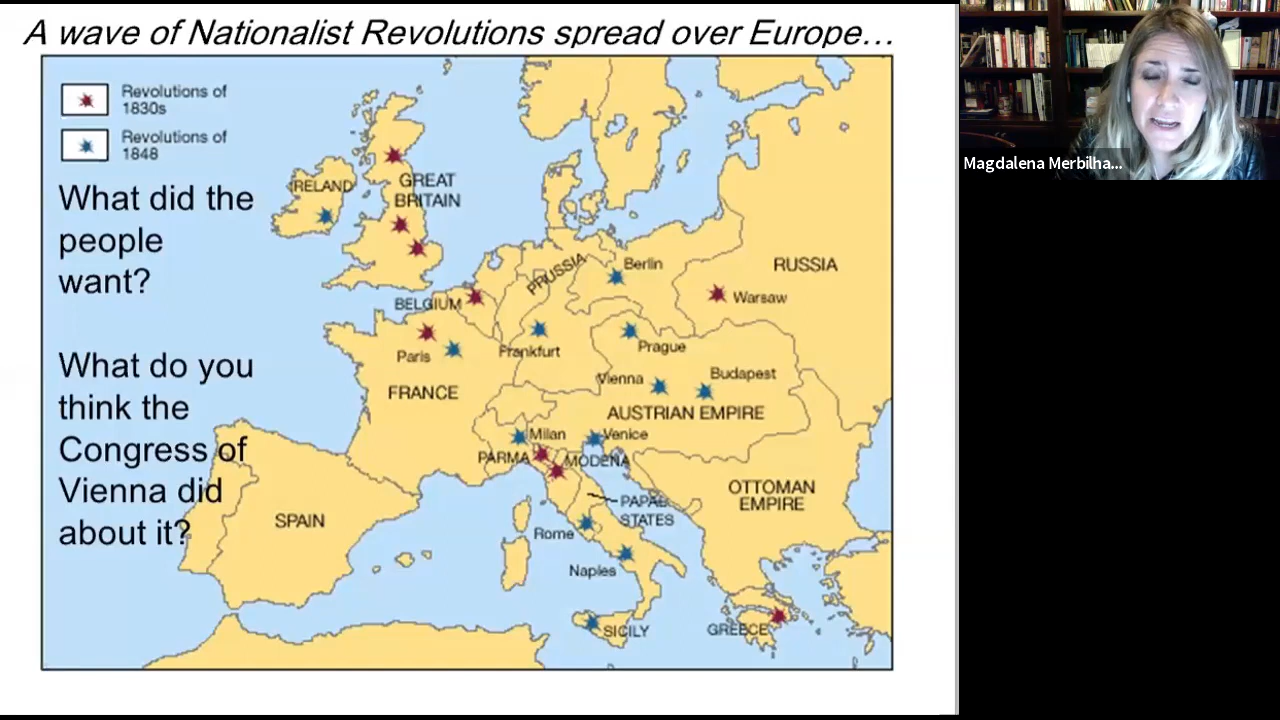 A wave of Nationalist Revolutions spread over Europe…
Revolutions of
1830s
Revolutions of
1848
What did the
people
want?
What do you
think the
Congress of
Vienna did
about it?
IRELAND
GREAT
BRITAIN
PRUSSIA
Berlin
RUSSIA
BELGIUM
Warsaw
Paris
Frankfurt
Prague
FRANCE
Vienna
Budapest
AUSTRIAN EMPIRE
Milan
Venice
PARMA
MODENA
PAPAL
STATES
OTTOMAN
EMPIRE
SPAIN
Rome
Naples
SICILY
GREECE
Magdalena Merbilha...